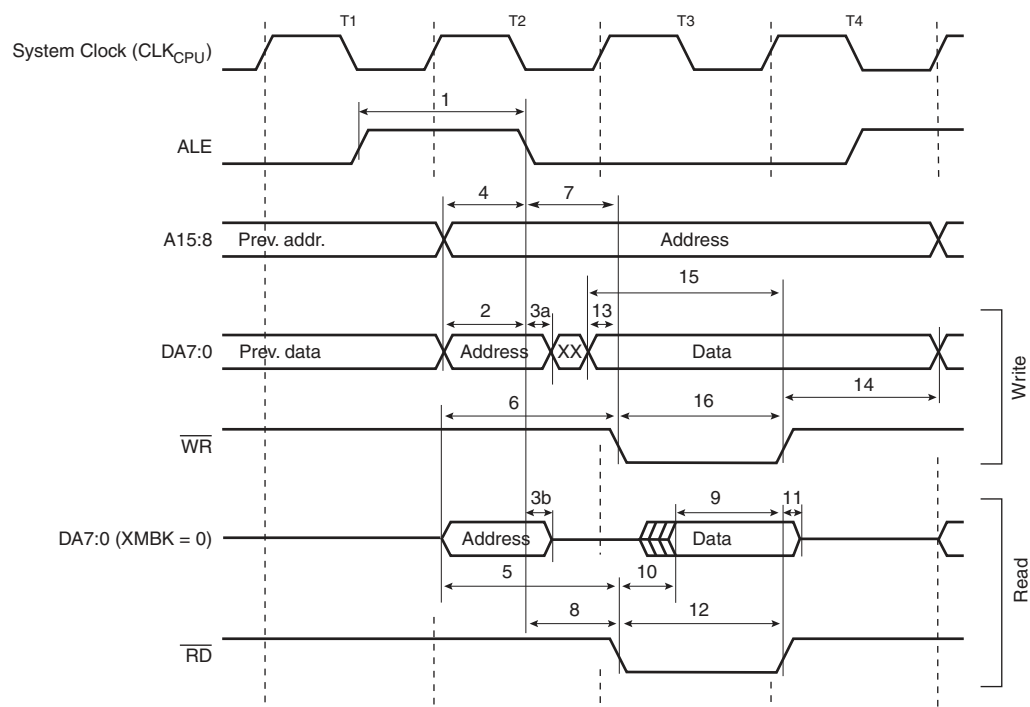 T1 T2 T3 T4
System Clock (CLKCPU)
1
ALE
4 7
A15:8 Prev. addr. Address
15
2 3a 13
DA7:0 Prev. data Address XX Data
14
6 16
WR
Write
3b 9 11
DA7:0 (XMBK = 0) Address Data
5 10
8 12
RD
Read